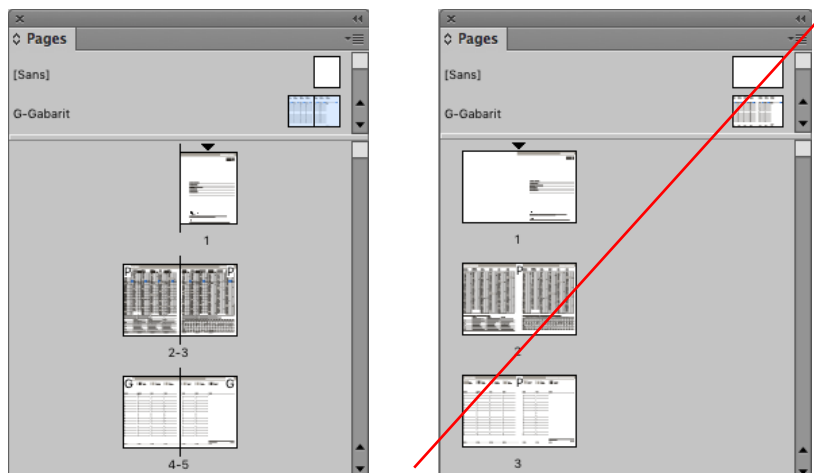 Pages
[Sans]
G-Gabarit
1
P P
2-3
G G
4-5
Pages
[Sans]
G-Gabarit
1
P
2
P
3